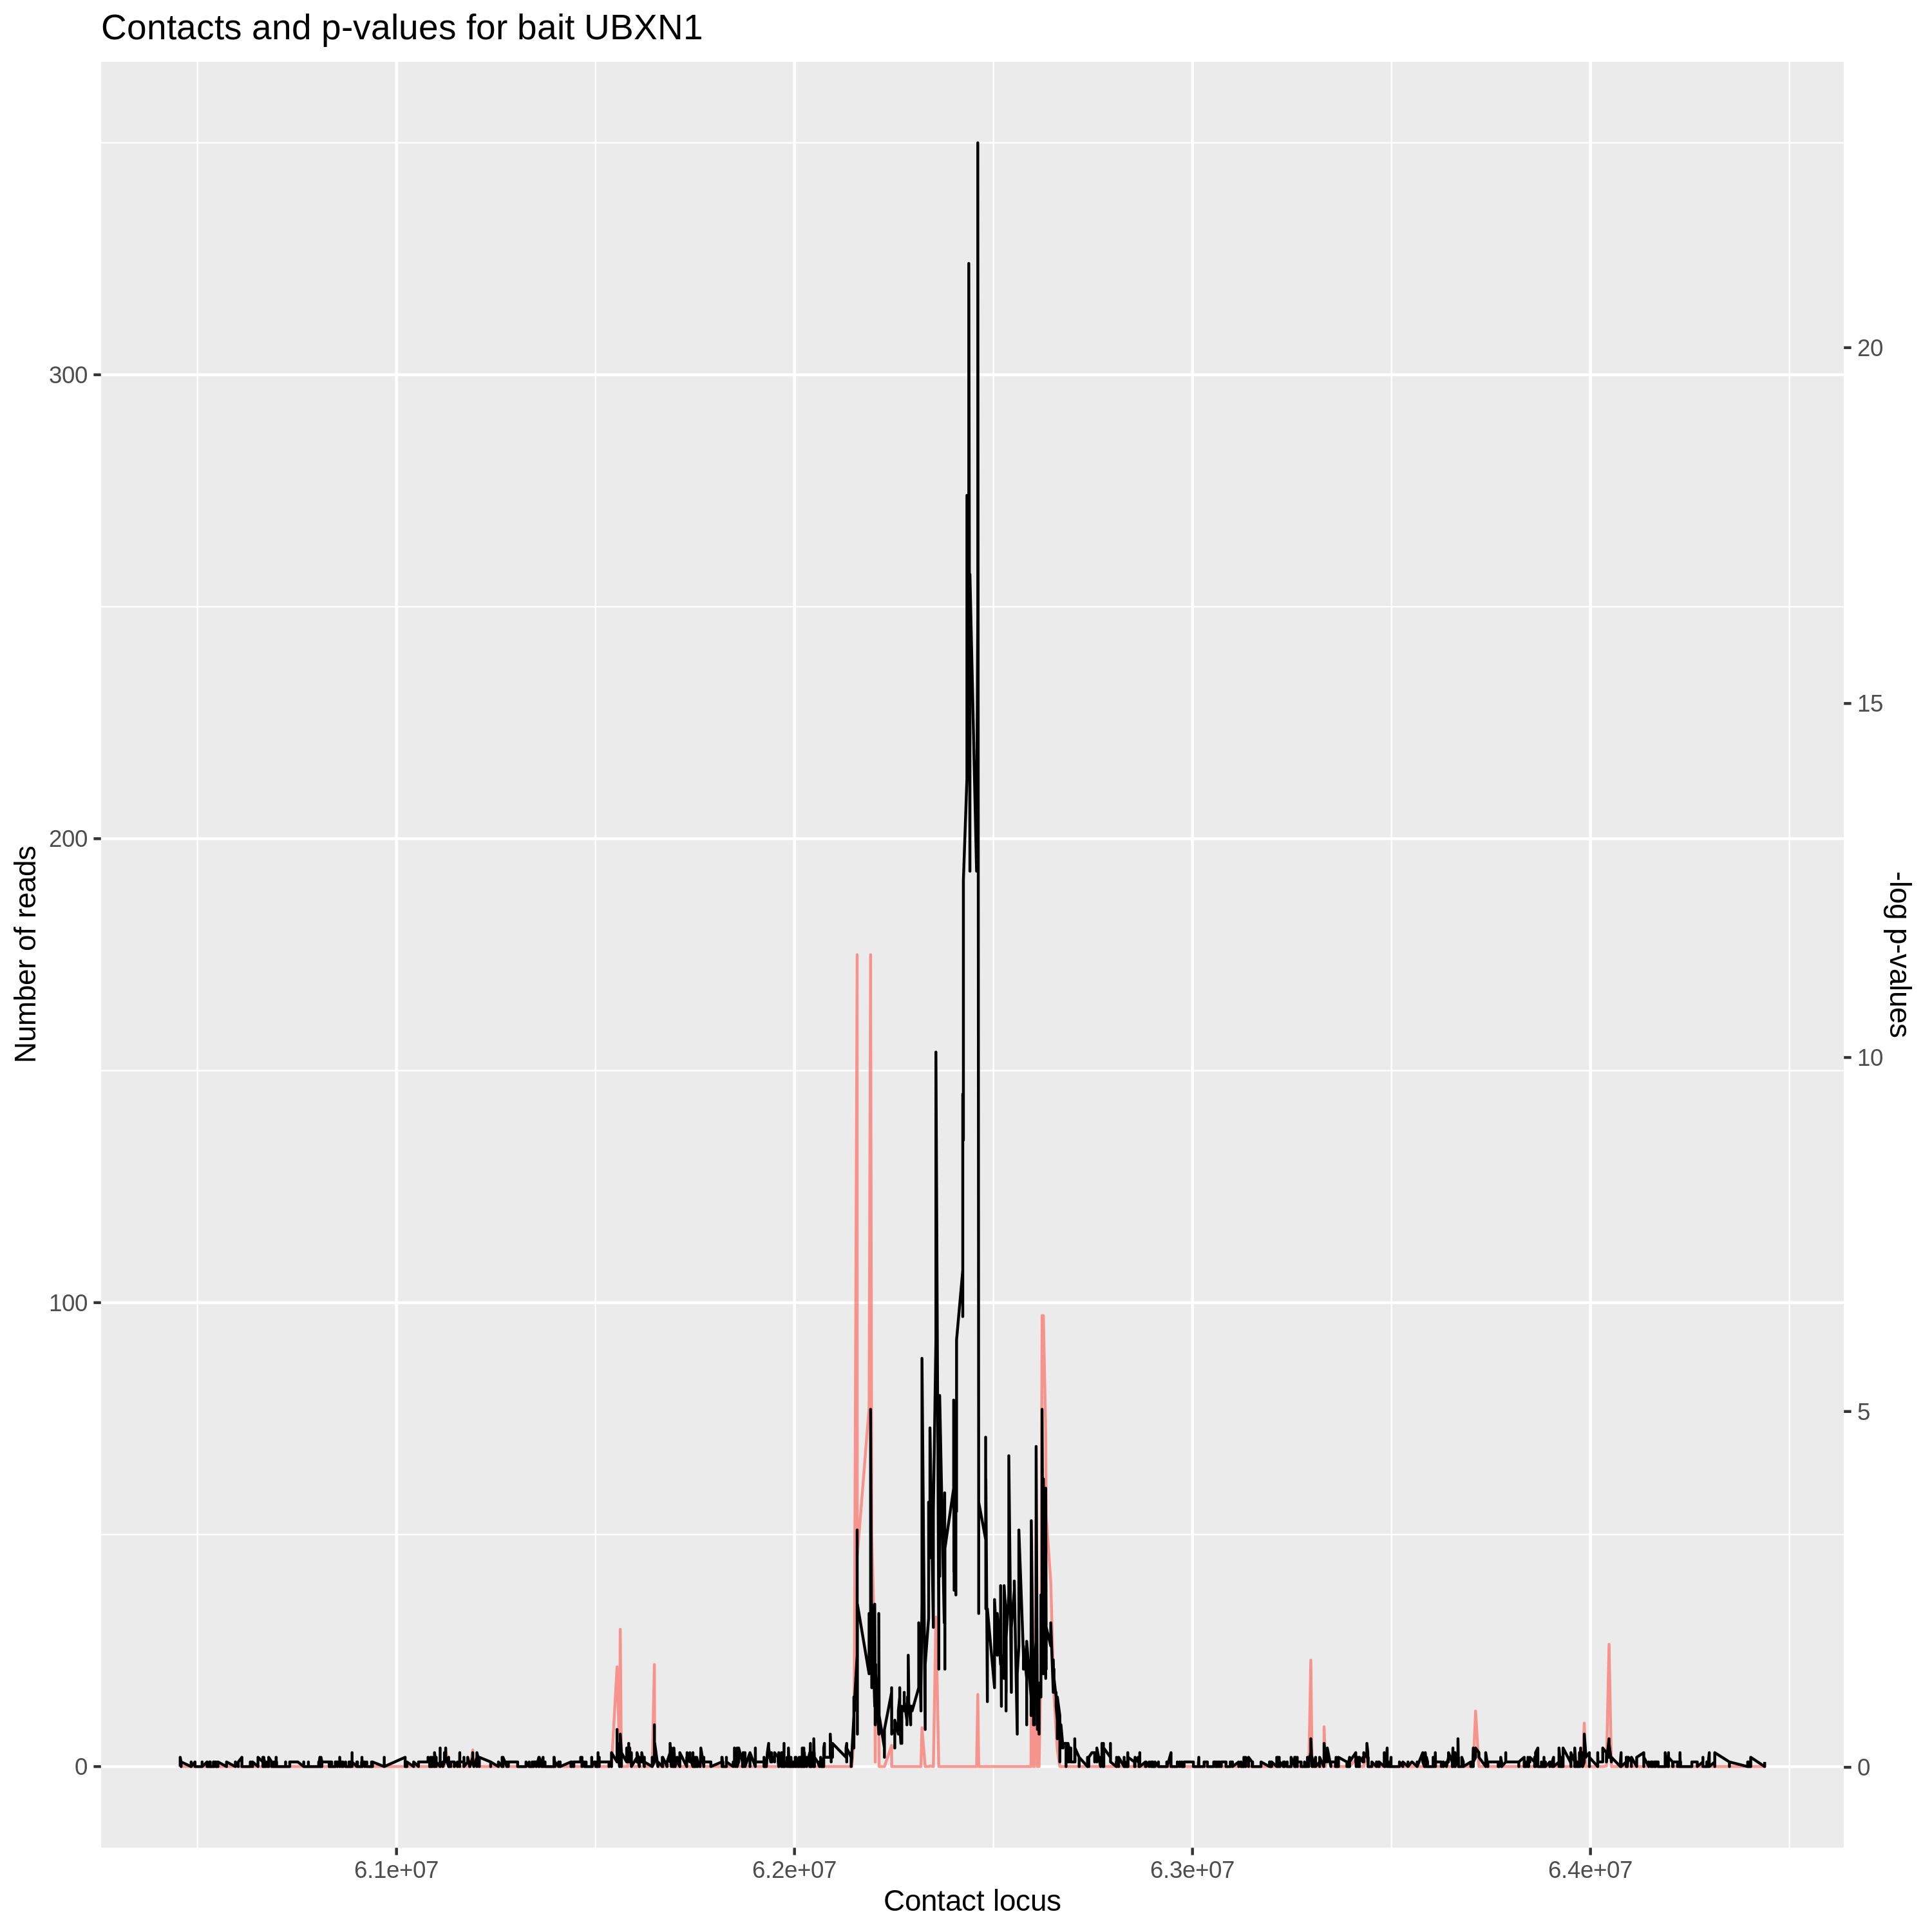 Contacts and p-values for bait UBXN1
Number of reads
300
200
100
0
20
15
10
5
0
-log p-values
6.1e+07
6.2e+07
6.3e+07
6.4e+07
Contact locus